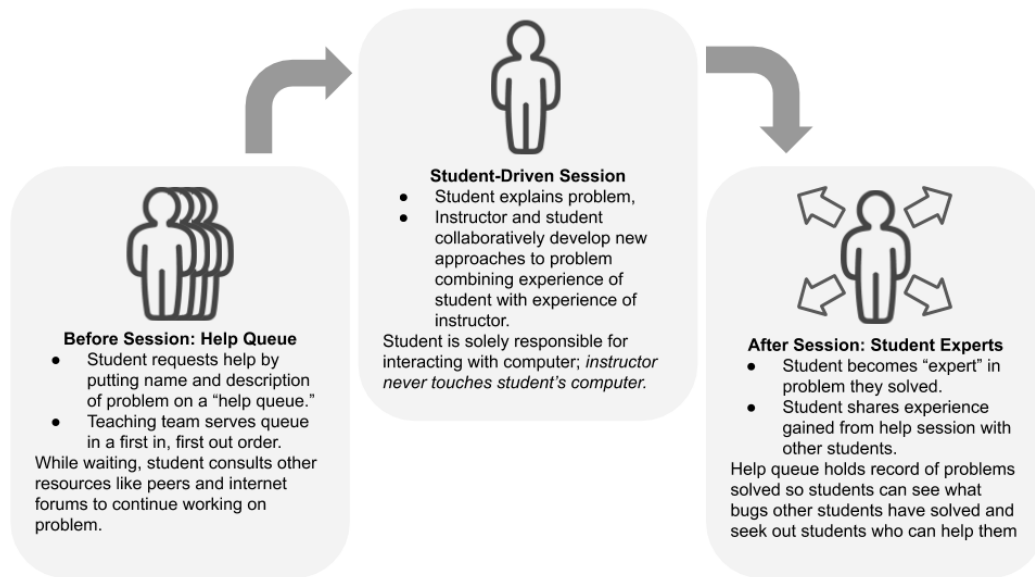 Before Session: Help Queue
● Student requests help by
putting name and description
of problem on a “help queue.”
● Teaching team serves queue
in a first in, first out order.
While waiting, student consults other
resources like peers and internet
forums to continue working on
problem.
Student-Driven Session
● Student explains problem,
● Instructor and student
collaboratively develop new
approaches to problem
combining experience of
student with experience of
instructor.
Student is solely responsible for
interacting with computer; instructor
never touches student’s computer.
After Session: Student Experts
● Student becomes “expert” in
problem they solved.
● Student shares experience
gained from help session with
other students.
Help queue holds record of problems
solved so students can see what
bugs other students have solved and
seek out students who can help them